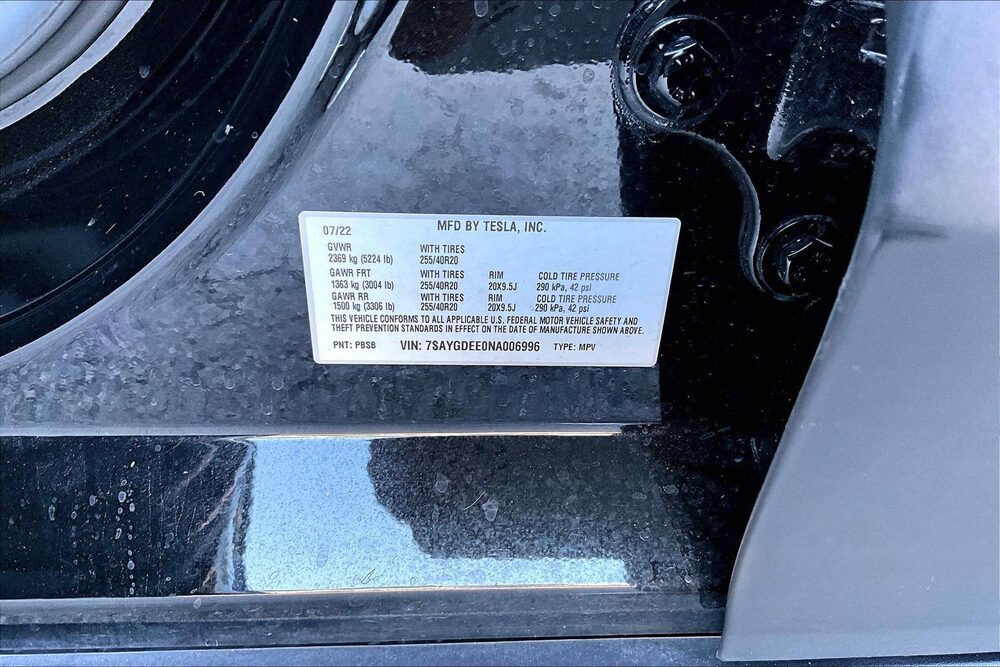 07/22 MFD BY TESLA, INC.
GVWR WITH TIRES
2369 kg (5224 lb) 255/40R20
GAWR FRT WITH TIRES RIM COLD TIRE PRESSURE
1363 kg (3004 lb) 255/40R20 20X9.5J 290 kPa, 42 psi
GAWR RR WITH TIRES RIM COLD TIRE PRESSURE
1500 kg (3306 lb) 255/40R20 20X9.5J 290 kPa, 42 psi
THIS VEHICLE CONFORMS TO ALL APPLICABLE U.S. FEDERAL MOTOR VEHICLE SAFETY AND
THEFT PREVENTION STANDARDS IN EFFECT ON THE DATE OF MANUFACTURE SHOWN ABOVE.
PNT: PBSB VIN: 7SAYGDEE0NA006996 TYPE: MPV